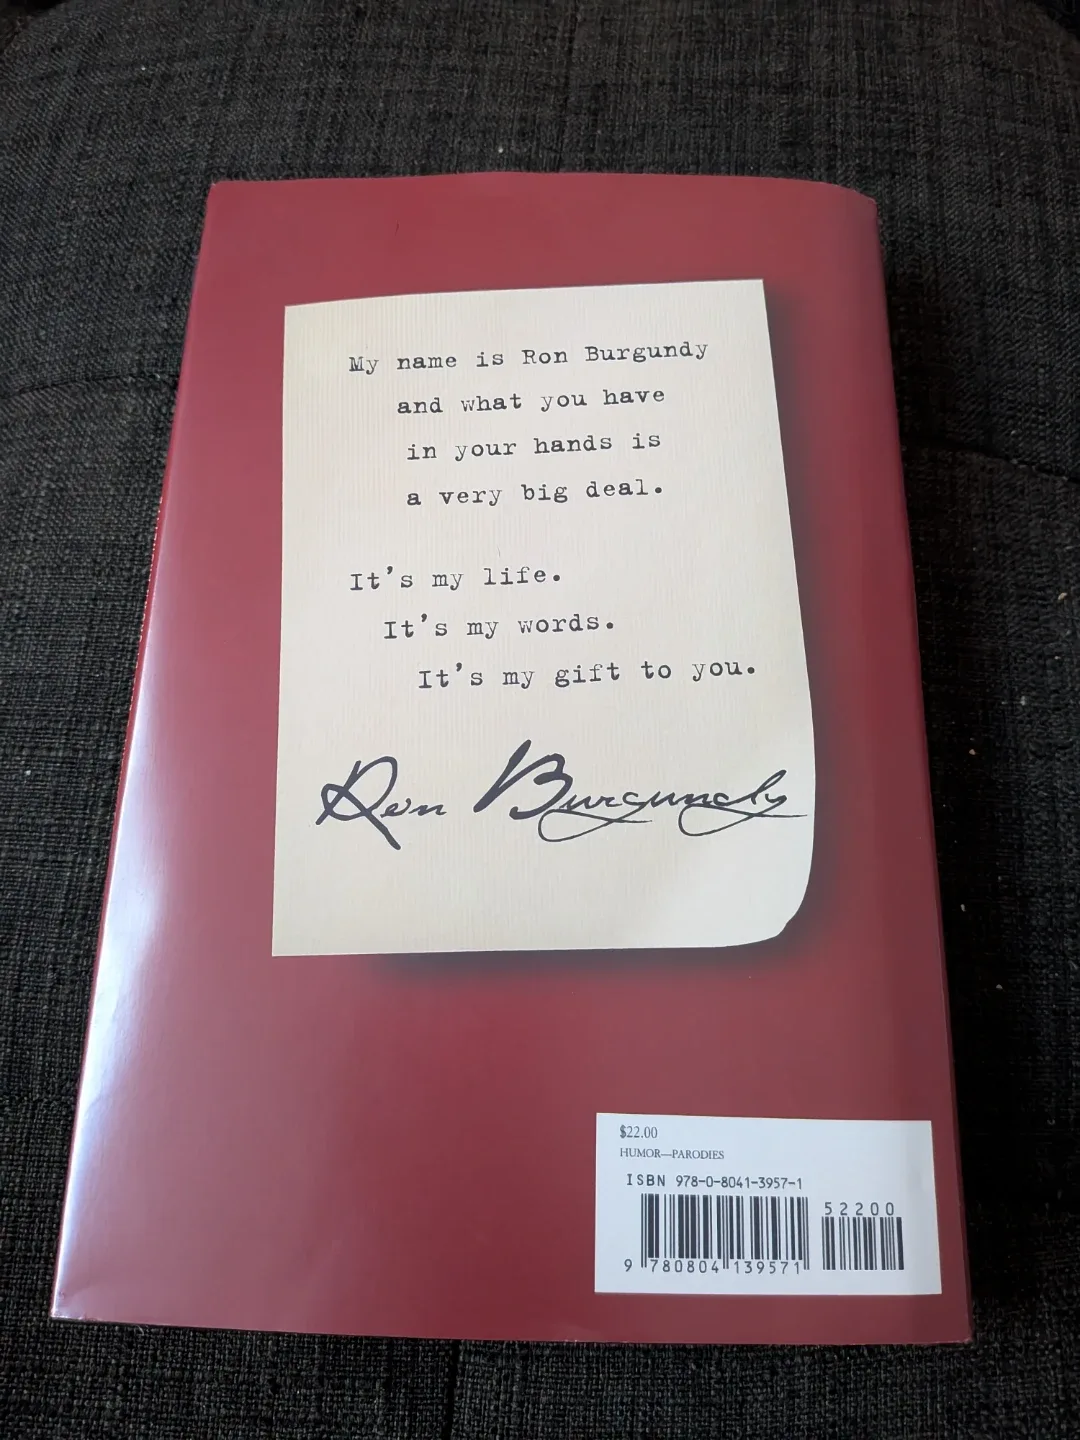 My name is Ron Burgundy
and what you have
in your hands is
a very big deal.
It's my life.
It's my words.
It's my gift to you.
Ron Burgundy
$22.00
HUMOR—PARODIES
ISBN 978-0-8041-3957-1
52200
9 780804 139571